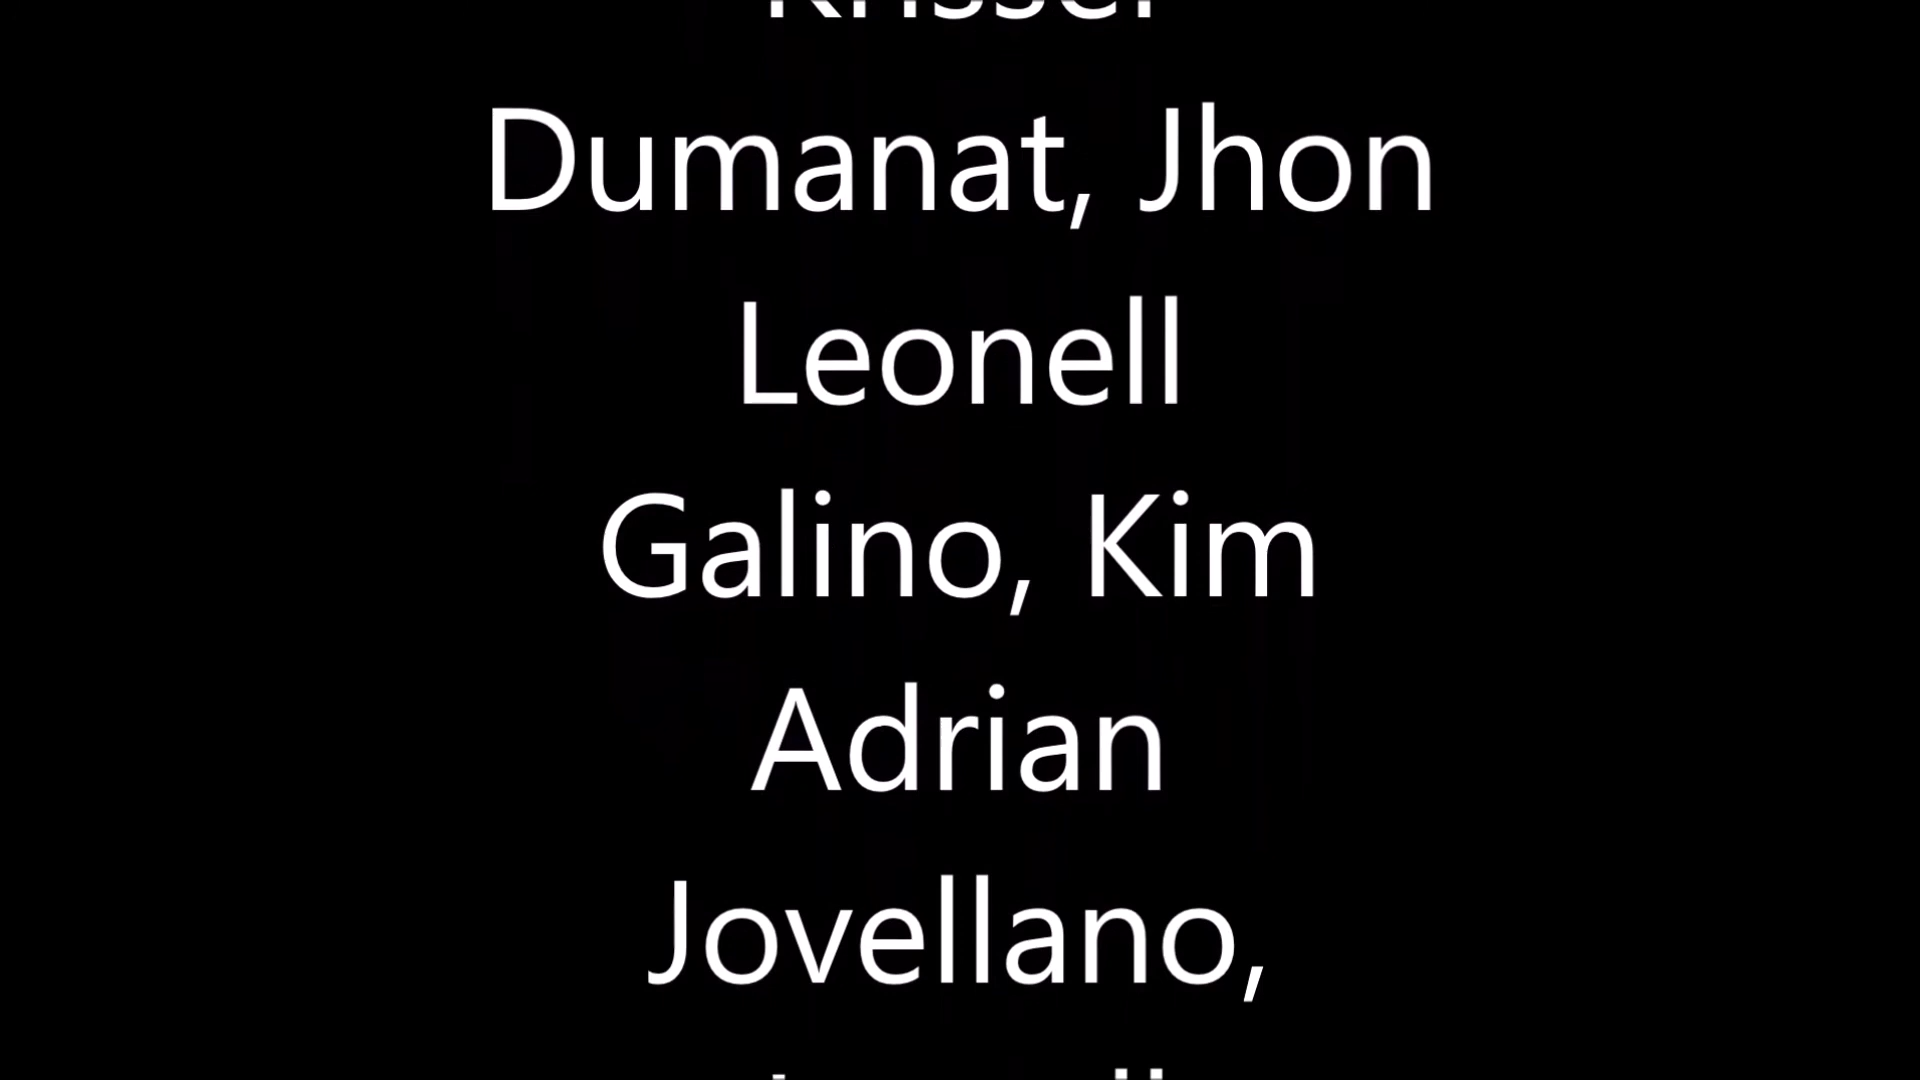 Dumanat, Jhon
Leonell
Galino, Kim
Adrian
Jovellano,